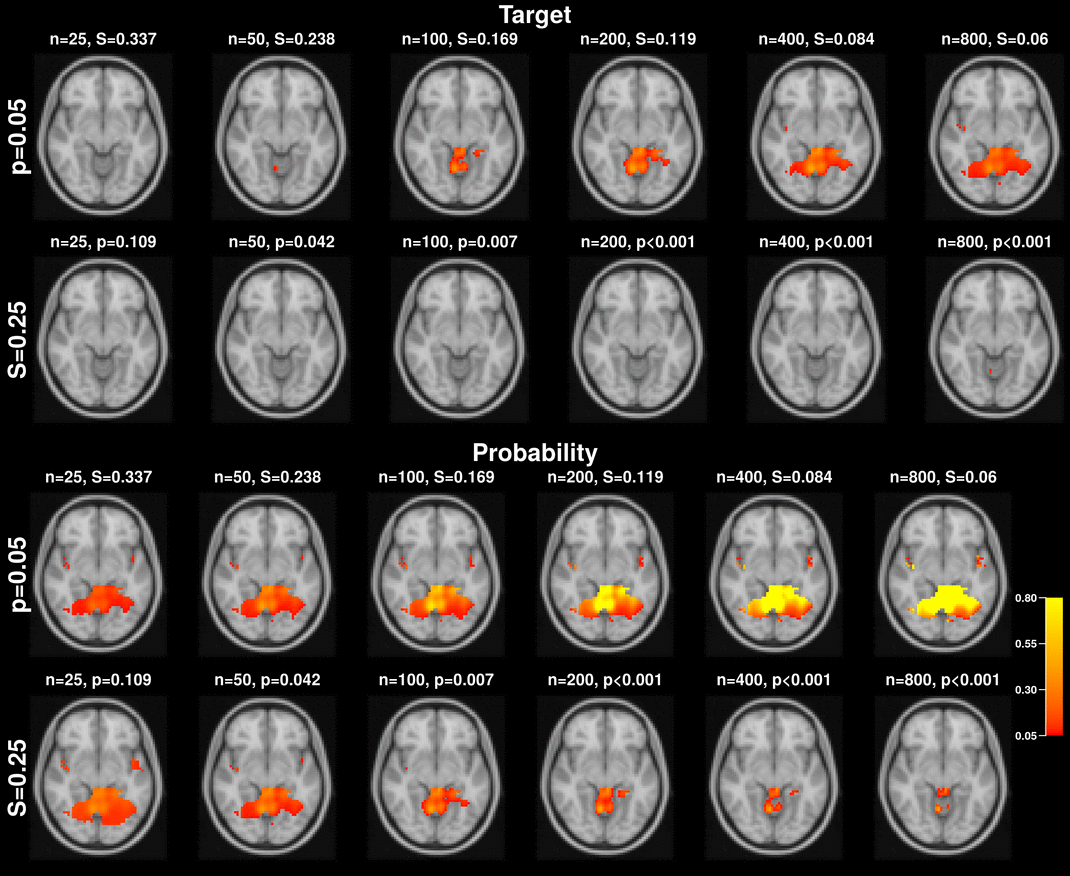 Target
n=25, S=0.337 n=50, S=0.238 n=100, S=0.169 n=200, S=0.119 n=400, S=0.084 n=800, S=0.06
p=0.05
n=25, p=0.109 n=50, p=0.042 n=100, p=0.007 n=200, p<0.001 n=400, p<0.001 n=800, p<0.001
S=0.25
Probability
n=25, S=0.337 n=50, S=0.238 n=100, S=0.169 n=200, S=0.119 n=400, S=0.084 n=800, S=0.06
p=0.05
0.80
0.55
0.30
0.05
n=25, p=0.109 n=50, p=0.042 n=100, p=0.007 n=200, p<0.001 n=400, p<0.001 n=800, p<0.001
S=0.25